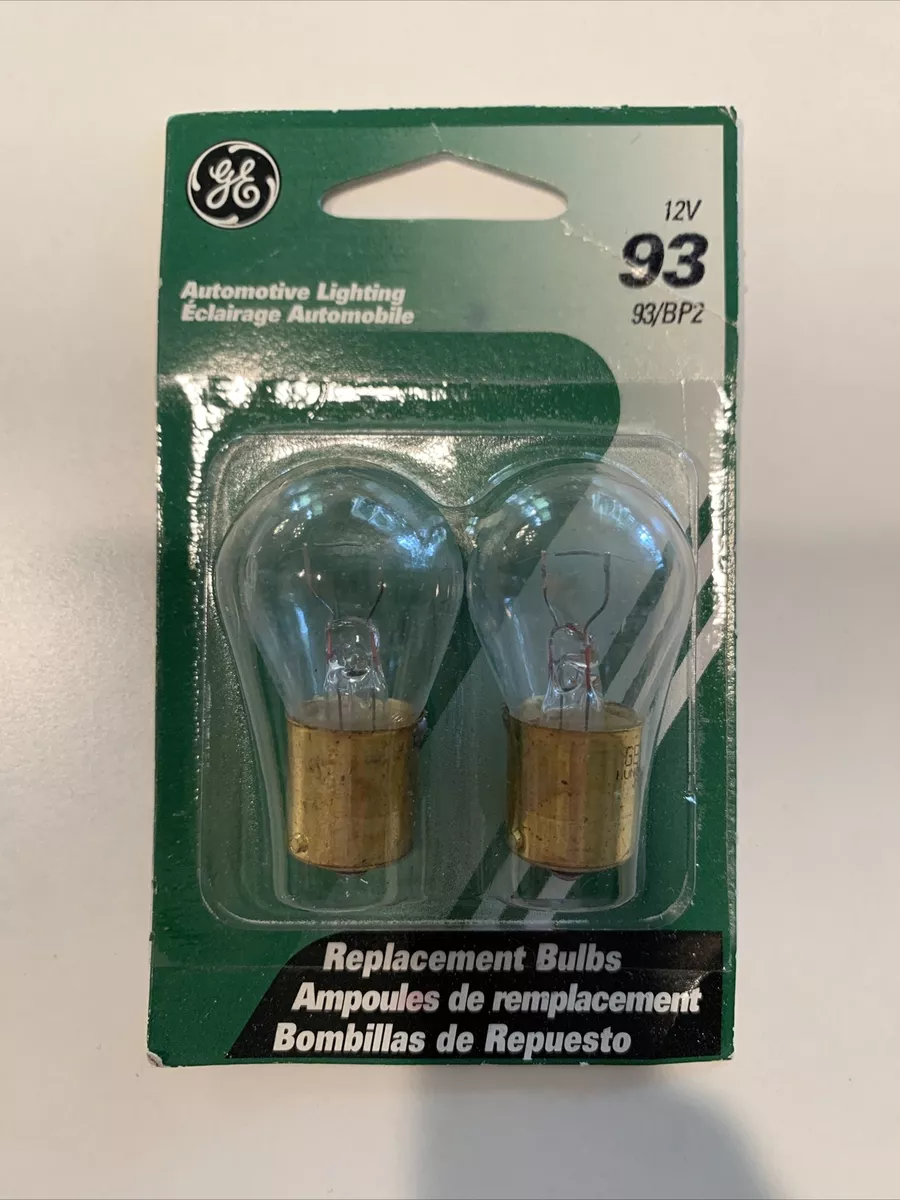 GE
12V
93
93/BP2
Automotive Lighting
Éclairage Automobile
Replacement Bulbs
Ampoules de remplacement
Bombillas de Repuesto